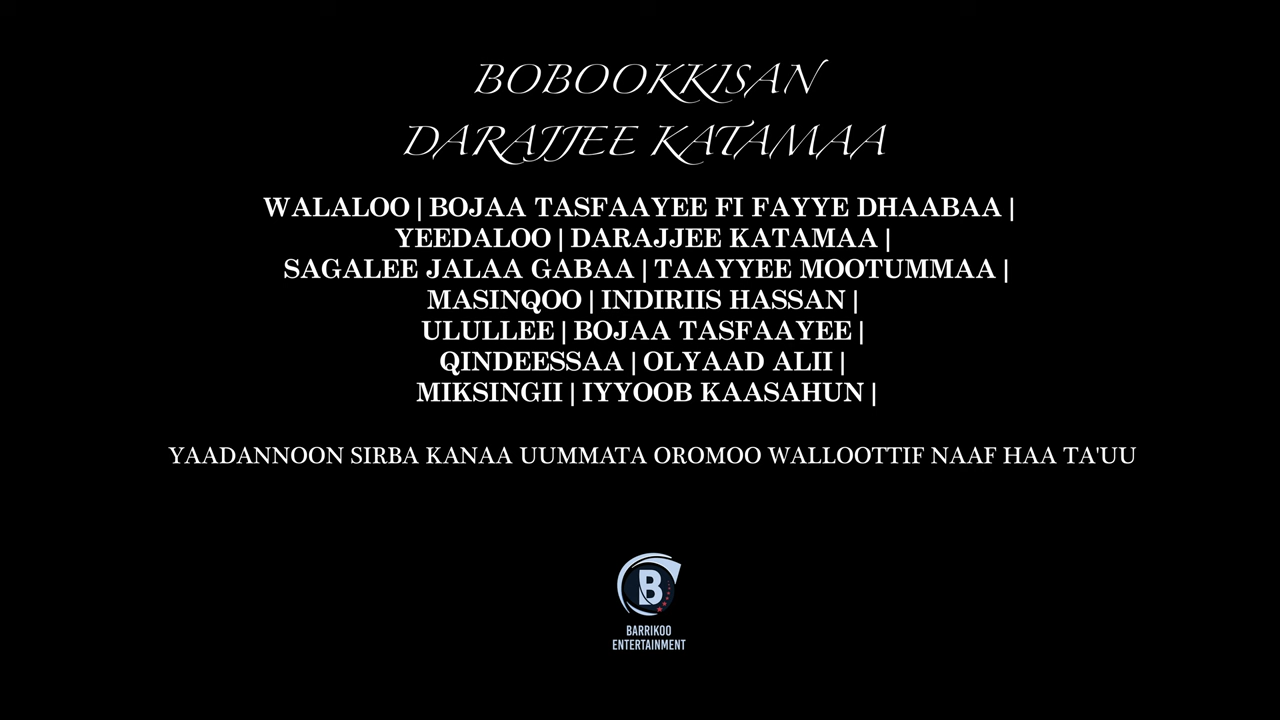 BOBOOKKISAN
DARAJJEE KATAMAA
WALALOO | BOJAA TASFAAYEE FI FAYYE DHAABAA |
YEEDALOO | DARAJJEE KATAMAA |
SAGALEE JALAA GABAA | TAAYYEE MOOTUMMAA |
MASINQOO | INDIRIIS HASSAN |
ULULLEE | BOJAA TASFAAYEE |
QINDEESSAA | OLYAAD ALII |
MIKSINGII | IYYOOB KAASAHUN |
YAADANNOON SIRBA KANAA UUMMATA OROMOO WALLOOTTIF NAAF HAA TA'UU
B
BARRIKOO
ENTERTAINMENT